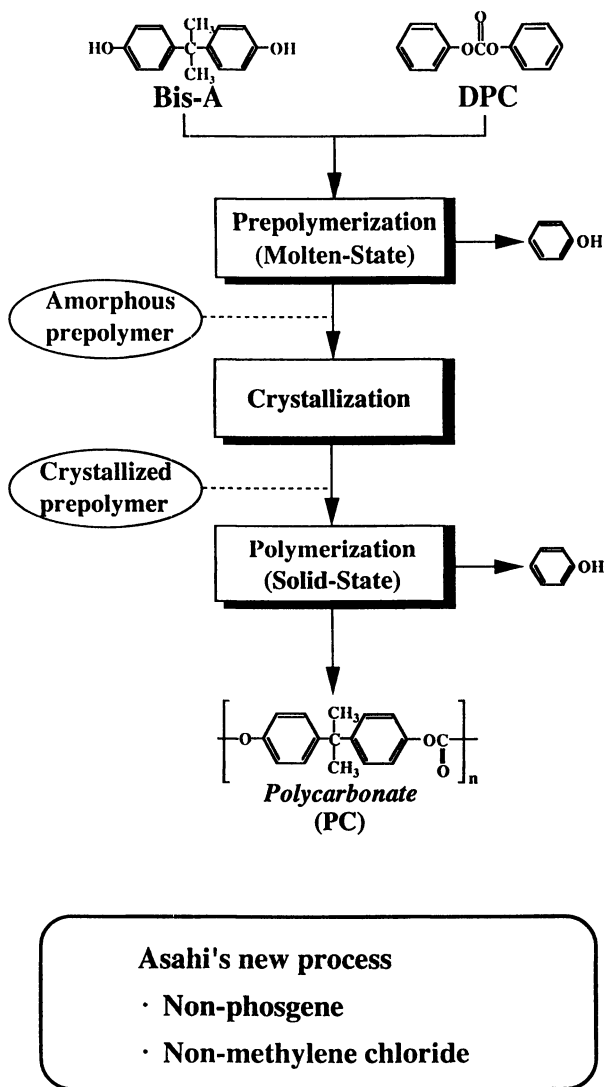 CH₃
HO
C
OH
CH₃
Bis-A
O
OCO
DPC
Prepolymerization
(Molten-State)
OH
Amorphous
prepolymer
Crystallization
Crystallized
prepolymer
Polymerization
(Solid-State)
OH
CH₃
O
C
OC
CH₃
O
n
Polycarbonate
(PC)
Asahi's new process
· Non-phosgene
· Non-methylene chloride